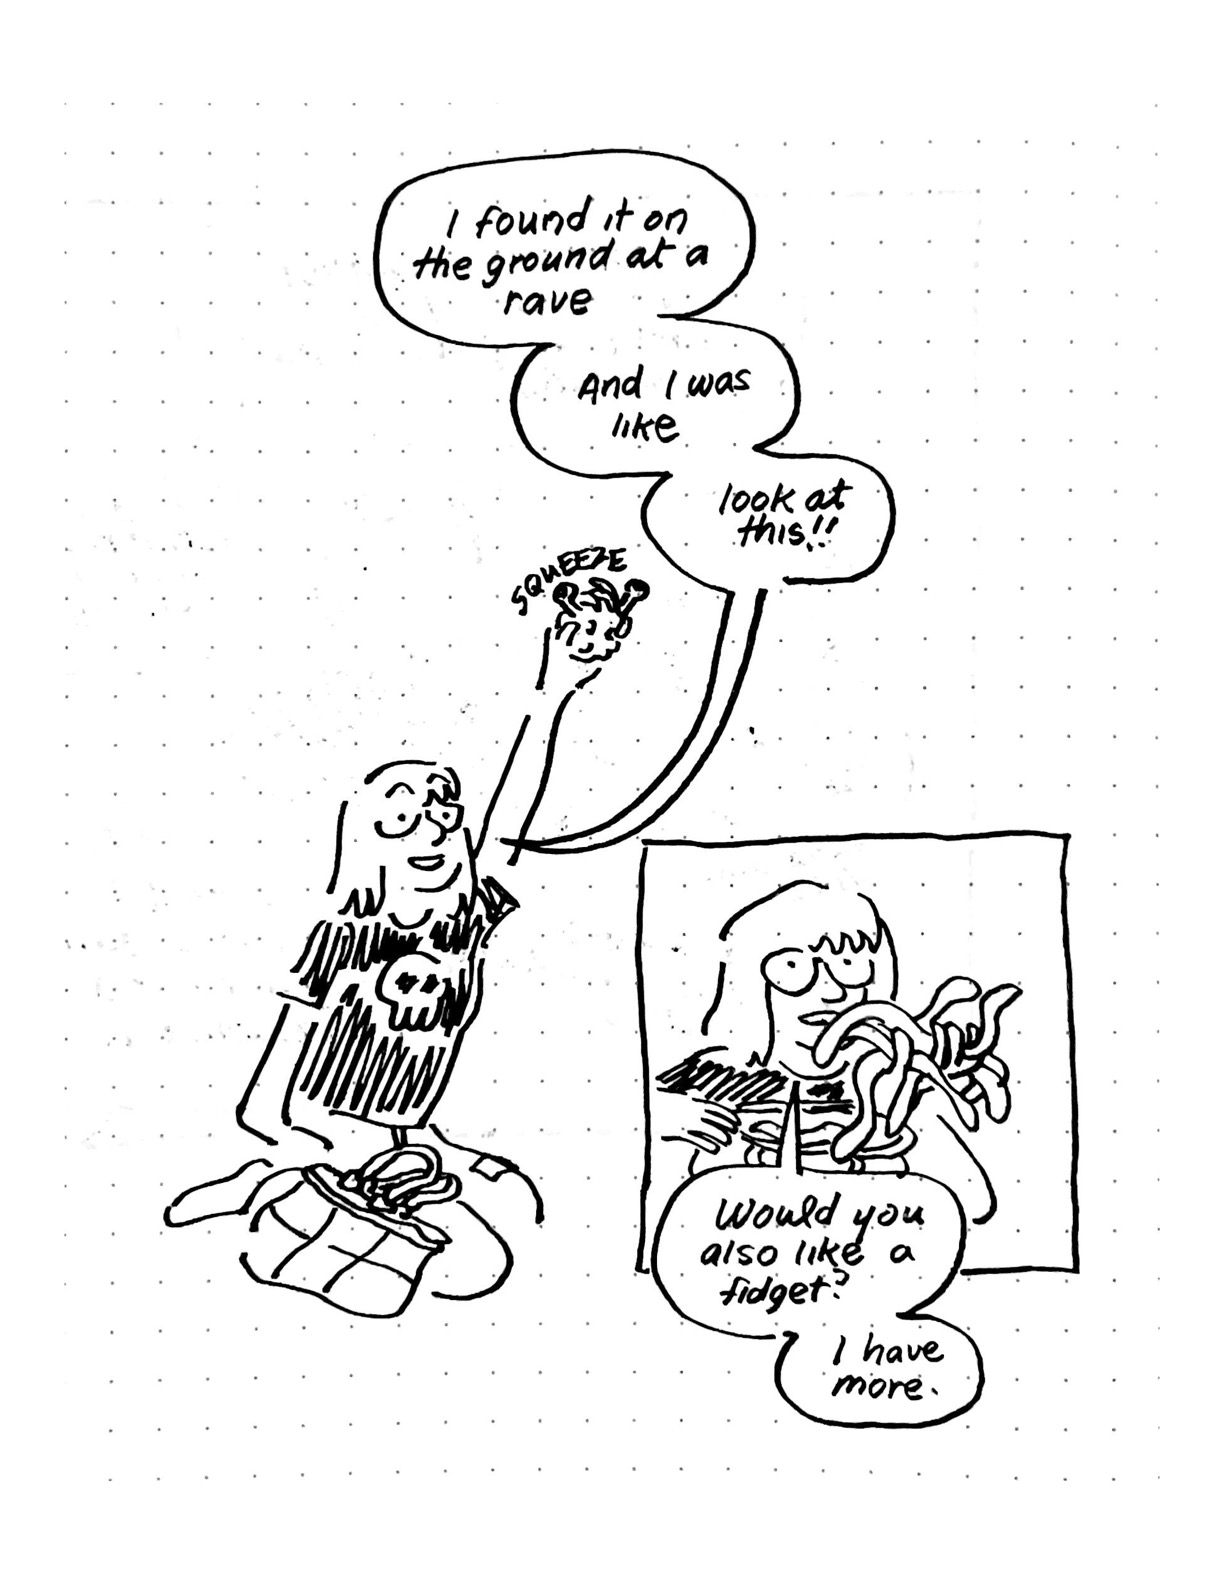 I found it on
the ground at a
rave
And I was
like
look at
this!!
SQUEEZE
Would you
also like a
fidget?
I have
more.